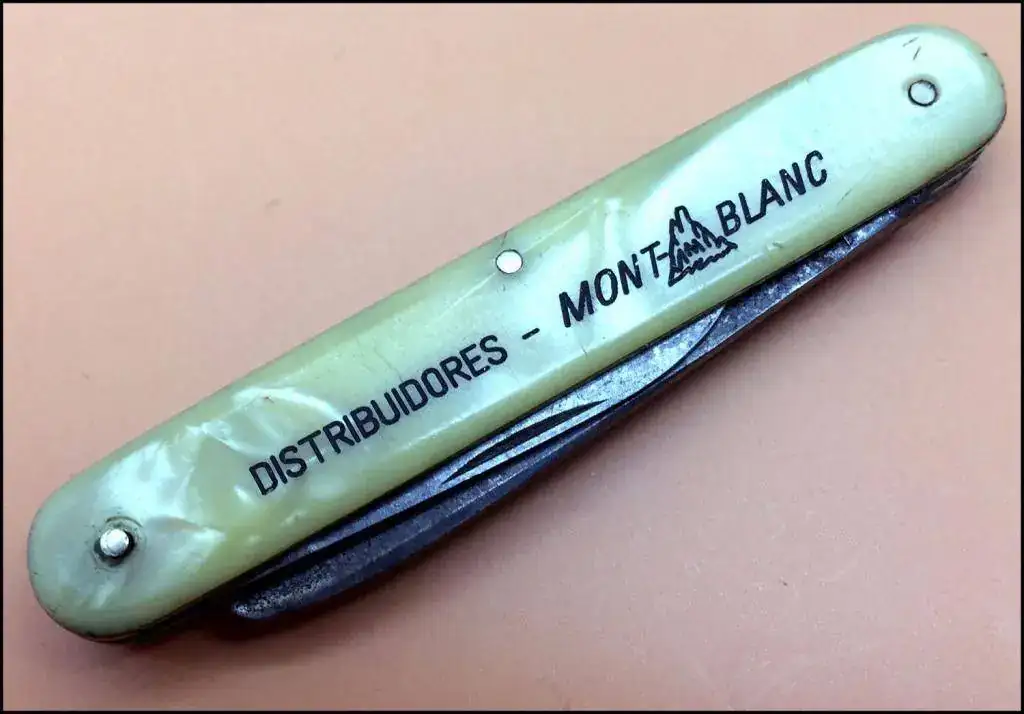 DISTRIBUIDORES - MONT-BLANC